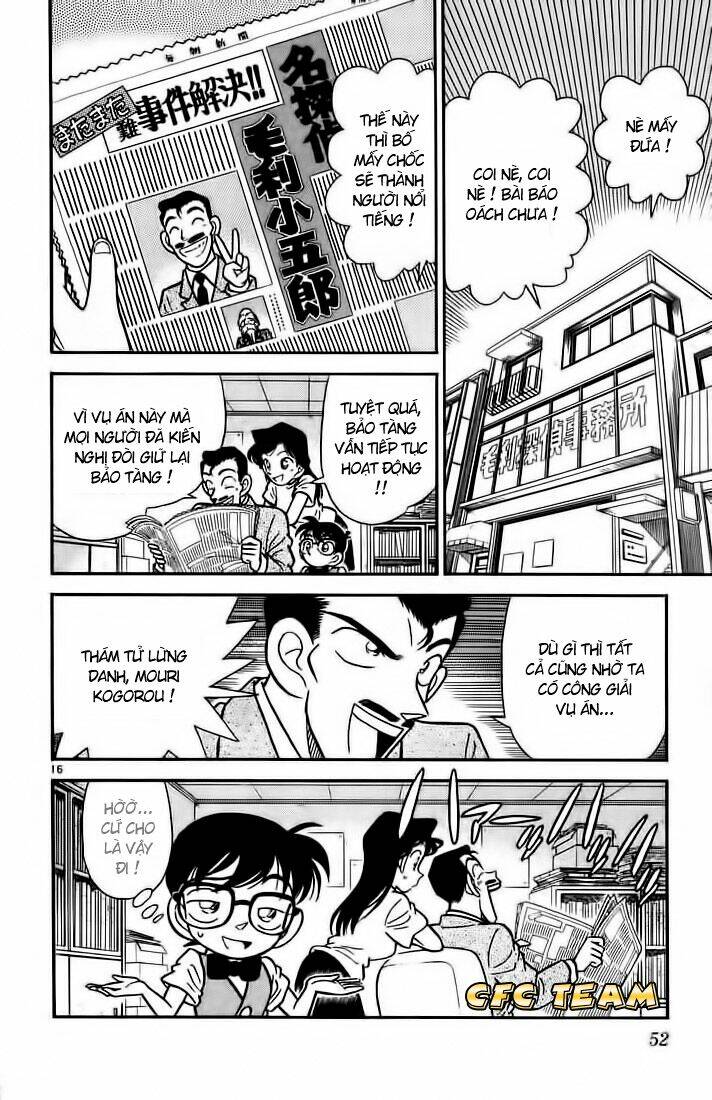 NÈ MẤY
ĐỨA !
COI NÈ, COI
NÈ ! BÀI BÁO
OÁCH CHƯA !
毛利探偵事務所
THẾ NÀY
THÌ BỐ
MẤY CHỐC
SẼ THÀNH
NGƯỜI NỔI
TIẾNG !
毎朝新聞
名探偵
毛利小五郎
またまた
難事件解決!!
TUYỆT QUÁ,
BẢO TÀNG
VẪN TIẾP TỤC
HOẠT ĐỘNG
!!
VÌ VỤ ÁN NÀY MÀ
MỌI NGƯỜI ĐÃ KIẾN
NGHỊ ĐÒI GIỮ LẠI
BẢO TÀNG !
DÙ GÌ THÌ TẤT
CẢ CŨNG NHỜ TA
CÓ CÔNG GIẢI
VỤ ÁN...
THÁM TỬ LỪNG
DANH, MOURI
KOGOROU !
16
HỜỜ...
CỨ CHO
LÀ VẬY
ĐI !
CFC TEAM
52